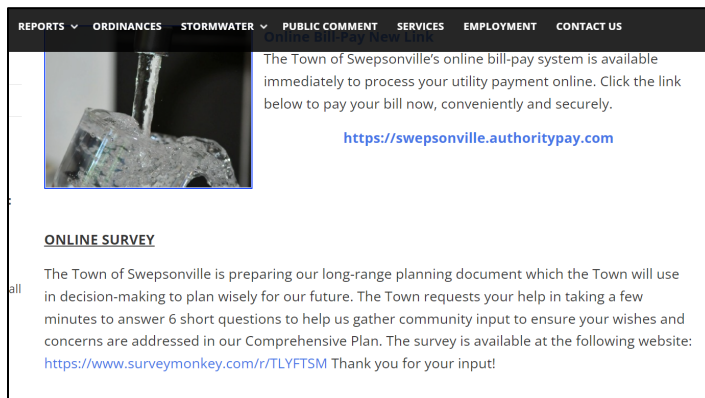 REPORTS ORDINANCES STORMWATER PUBLIC COMMENT SERVICES EMPLOYMENT CONTACT US
Online Bill-Pay New Link
The Town of Swepsonville’s online bill-pay system is available
immediately to process your utility payment online. Click the link
below to pay your bill now, conveniently and securely.
https://swepsonville.authoritypay.com
:
ONLINE SURVEY
The Town of Swepsonville is preparing our long-range planning document which the Town will use
all
in decision-making to plan wisely for our future. The Town requests your help in taking a few
minutes to answer 6 short questions to help us gather community input to ensure your wishes and
concerns are addressed in our Comprehensive Plan. The survey is available at the following website:
https://www.surveymonkey.com/r/TLYFTSM Thank you for your input!